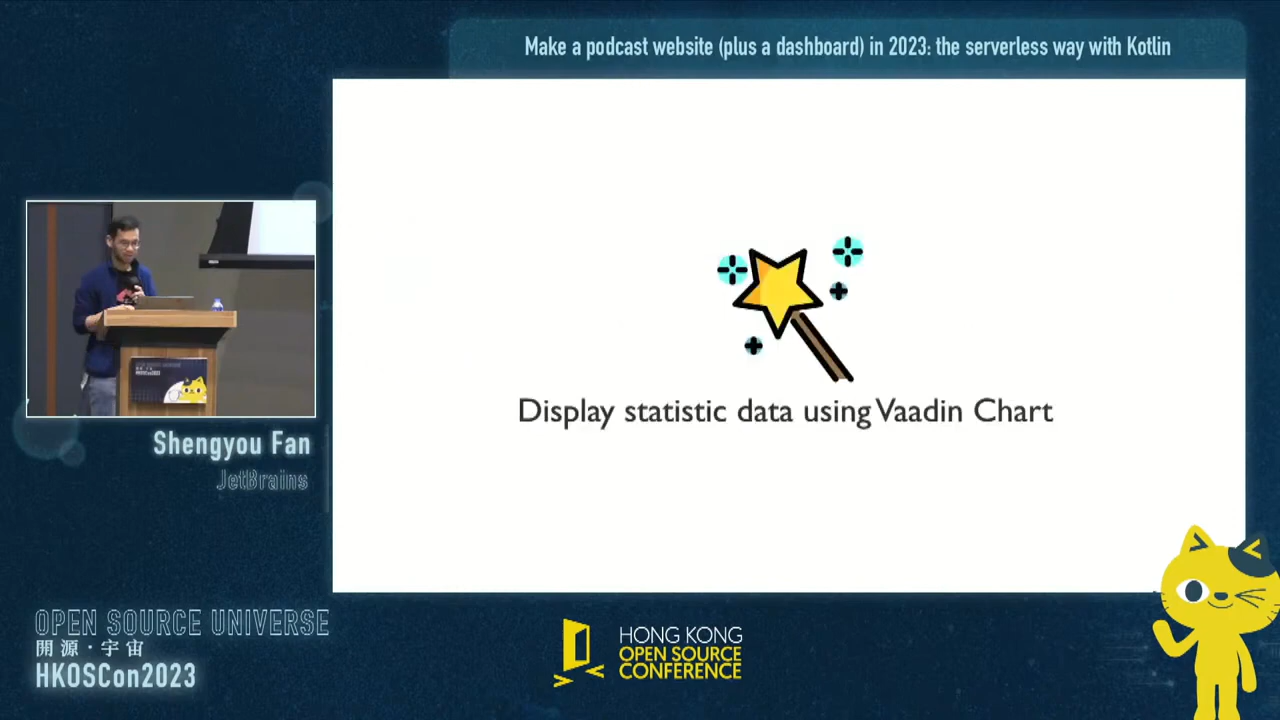 Make a podcast website (plus a dashboard) in 2023: the serverless way with Kotlin
Display statistic data using Vaadin Chart
Shengyou Fan
JetBrains
OPEN SOURCE UNIVERSE
開源·宇宙
HKOSCon2023
HONG KONG
OPEN SOURCE
CONFERENCE